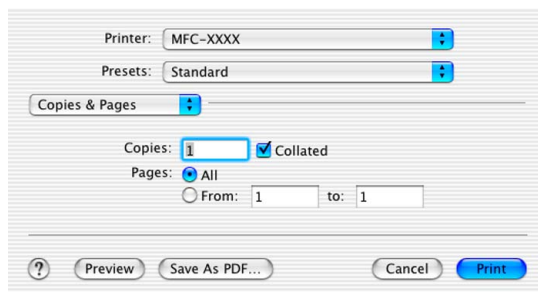 Printer: MFC-XXXX
Presets: Standard
Copies & Pages
Copies: 1 Collated
Pages: All
From: 1 to: 1
? Preview Save As PDF... Cancel Print